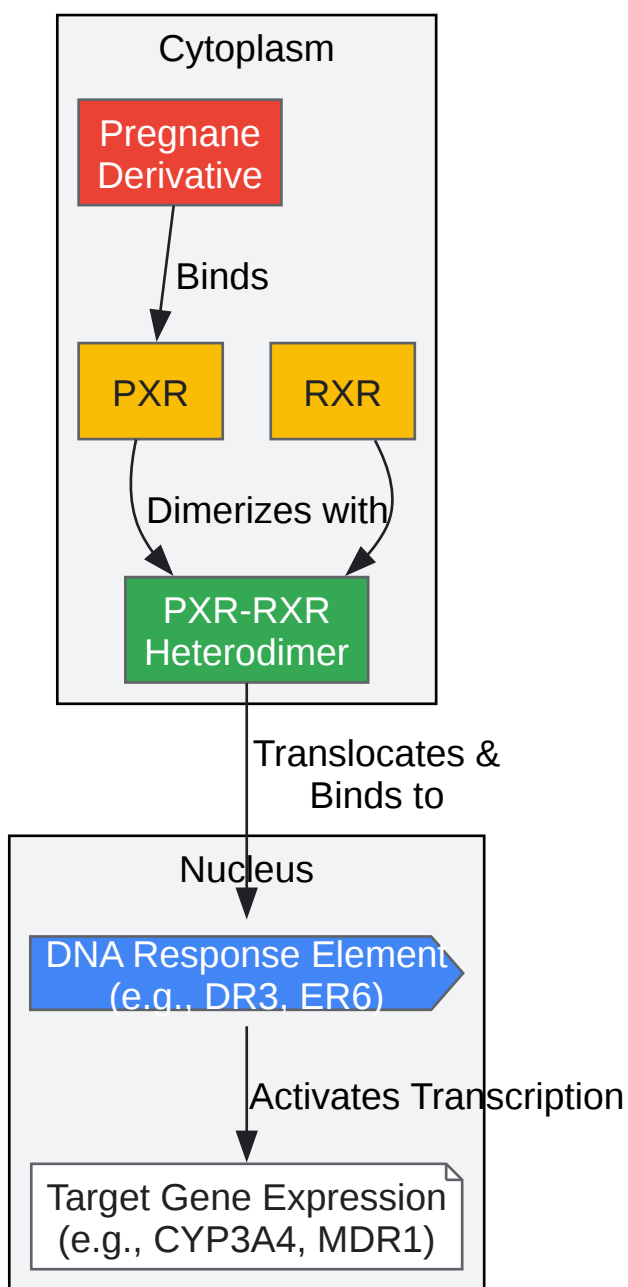 Cytoplasm
Pregnane
Derivative
Binds
PXR
RXR
Dimerizes with
PXR-RXR
Heterodimer
Translocates &
Binds to
Nucleus
DNA Response Element
(e.g., DR3, ER6)
Activates Transcription
Target Gene Expression
(e.g., CYP3A4, MDR1)